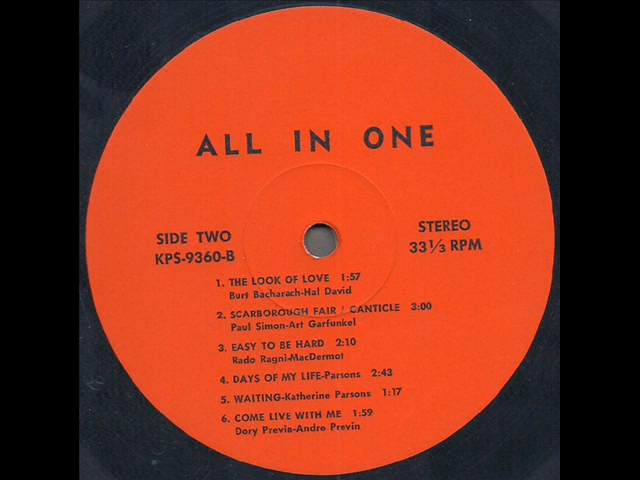 ALL IN ONE
SIDE TWO
KPS-9360-B
STEREO
33⅓ RPM
1. THE LOOK OF LOVE 1:57
Burt Bacharach-Hal David
2. SCARBOROUGH FAIR / CANTICLE 3:00
Paul Simon-Art Garfunkel
3. EASY TO BE HARD 2:10
Rado Ragni-MacDermot
4. DAYS OF MY LIFE-Parsons 2:43
5. WAITING-Katherine Parsons 1:17
6. COME LIVE WITH ME 1:59
Dory Previn-Andre Previn